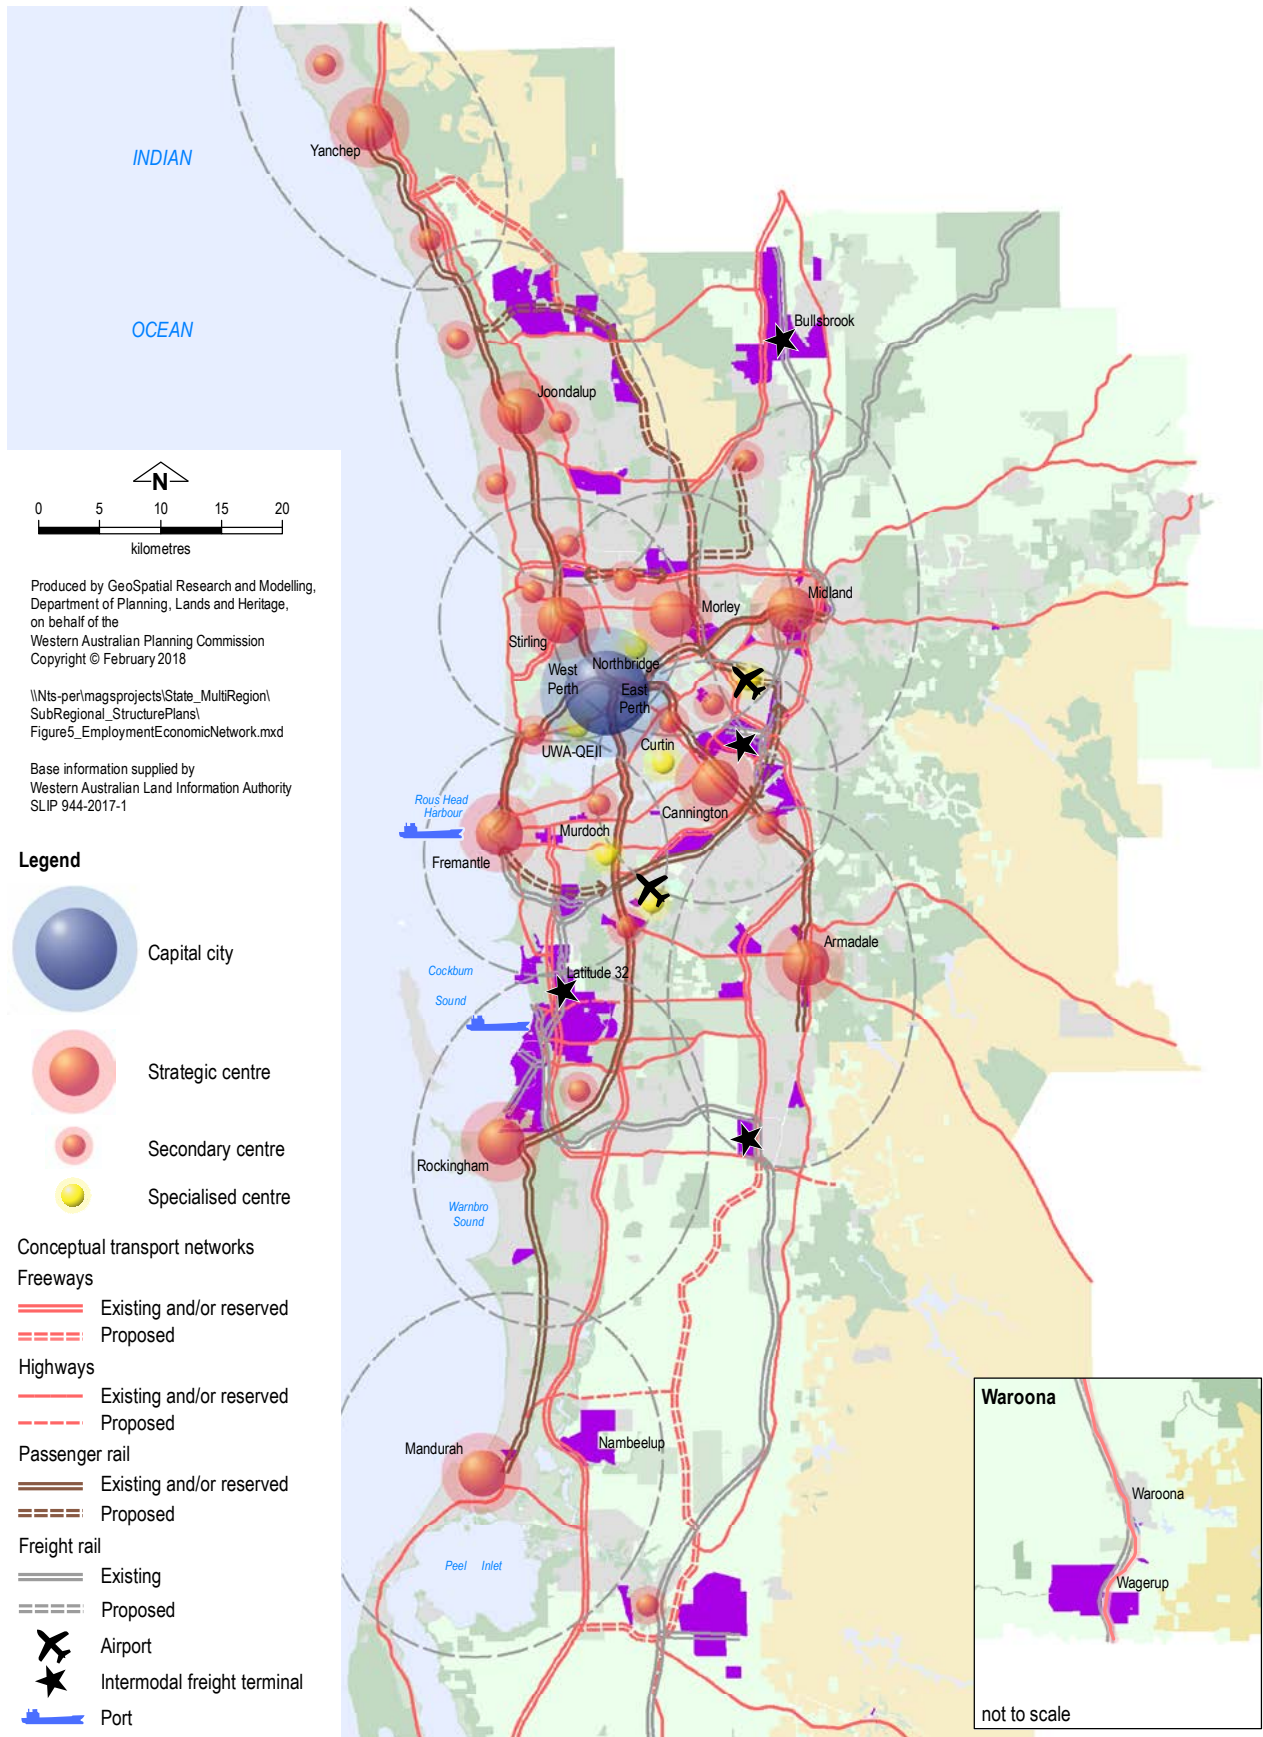 INDIAN
OCEAN
Yanchep
Bullsbrook
Joondalup
N
0 5 10 15 20
kilometres
Produced by GeoSpatial Research and Modelling,
Department of Planning, Lands and Heritage,
on behalf of the
Western Australian Planning Commission
Copyright © February 2018
\\Nts-per\magsprojects\State_MultiRegion\
SubRegional_StructurePlans\
Figure5_EmploymentEconomicNetwork.mxd
Base information supplied by
Western Australian Land Information Authority
SLIP 944-2017-1
Midland
Morley
Stirling
Northbridge
West
Perth
East
Perth
UWA-QEII
Curtin
Cannington
Rous Head
Harbour
Murdoch
Fremantle
Armadale
Cockburn
Sound
Latitude 32
Rockingham
Warnbro
Sound
Mandurah
Nambeelup
Peel Inlet
Legend
Capital city
Strategic centre
Secondary centre
Specialised centre
Conceptual transport networks
Freeways
Existing and/or reserved
Proposed
Highways
Existing and/or reserved
Proposed
Passenger rail
Existing and/or reserved
Proposed
Freight rail
Existing
Proposed
Airport
Intermodal freight terminal
Port
Waroona
Waroona
Wagerup
not to scale